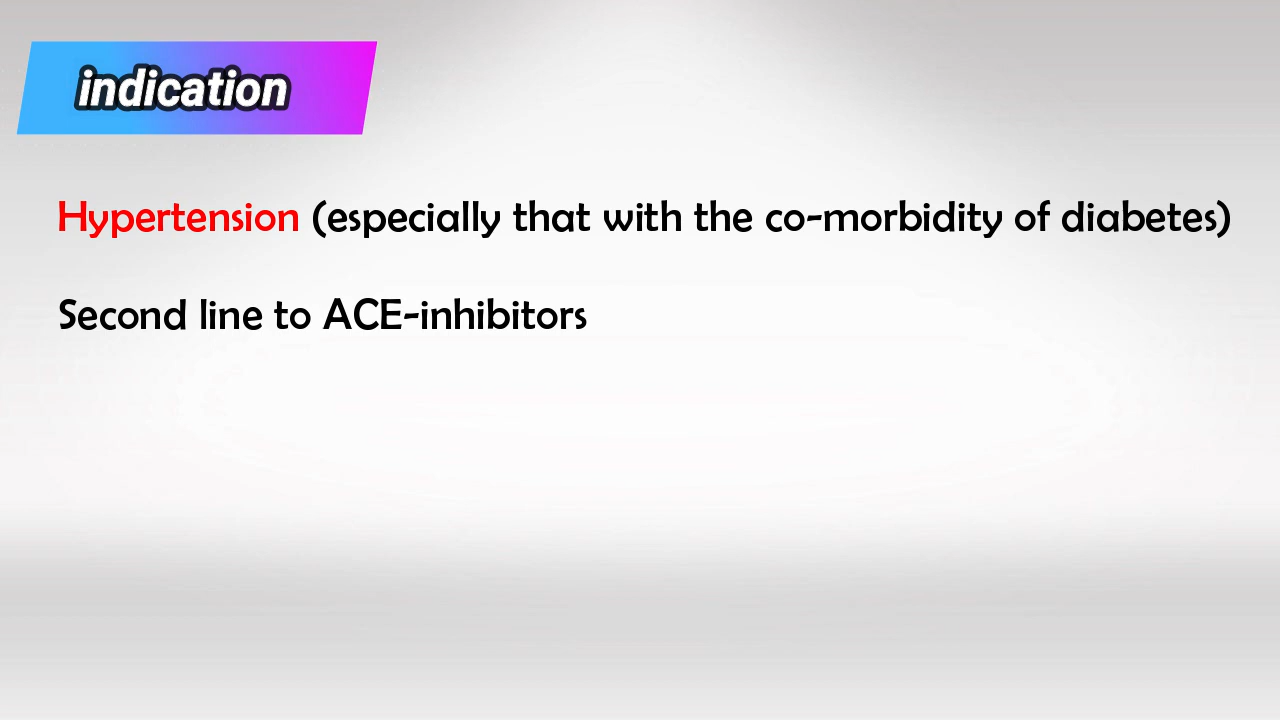 indication
Hypertension (especially that with the co-morbidity of diabetes)
Second line to ACE-inhibitors